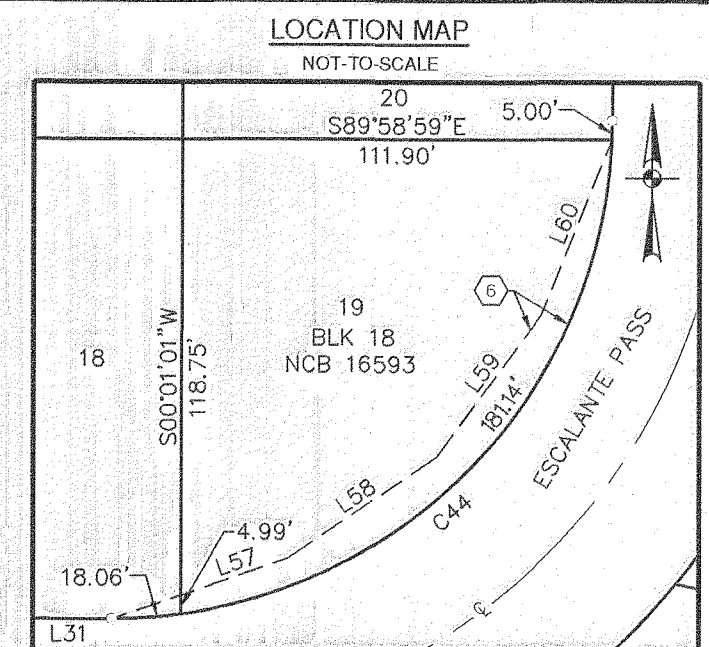 LOCATION MAP
NOT-TO-SCALE
20
S89°58'59"E
111.90'
5.00'
L60
6
19
BLK 18
NCB 16593
18
S00°01'01"W
118.75'
L59
181.14'
ESCALANTE PASS
L58
C44
4.99'
L57
18.06'
℄
L31